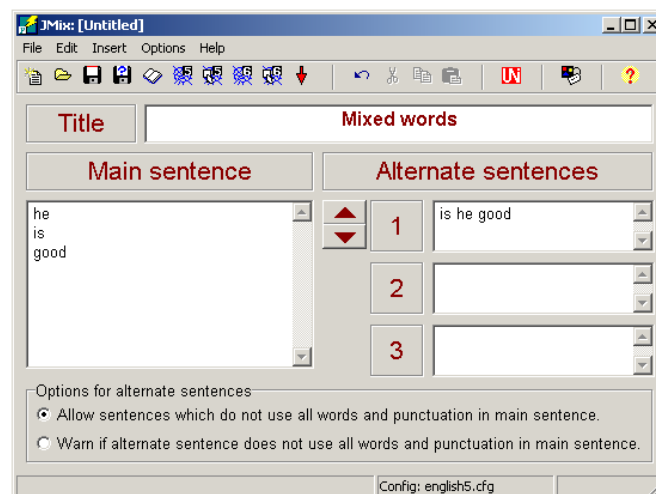 JMix: [Untitled]
File Edit Insert Options Help
Title
Mixed words
Main sentence
Alternate sentences
he
is
good
1
is he good
2
3
Options for alternate sentences
Allow sentences which do not use all words and punctuation in main sentence.
Warn if alternate sentence does not use all words and punctuation in main sentence.
Config: english5.cfg